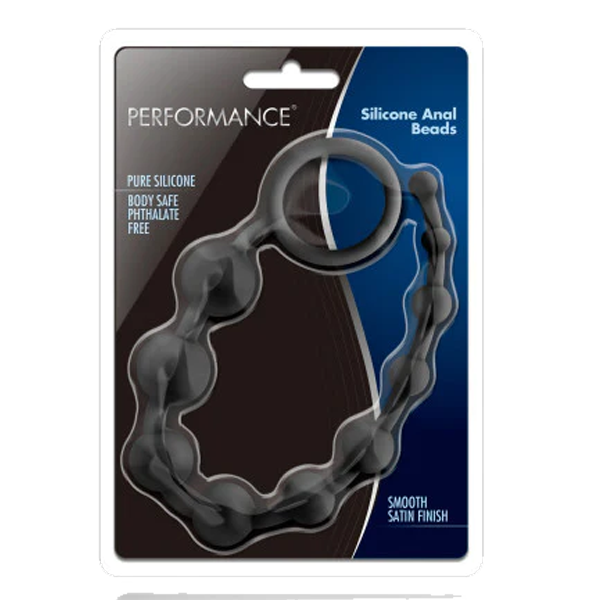 PERFORMANCE®
Silicone Anal
Beads
PURE SILICONE
BODY SAFE
PHTHALATE
FREE
SMOOTH
SATIN FINISH